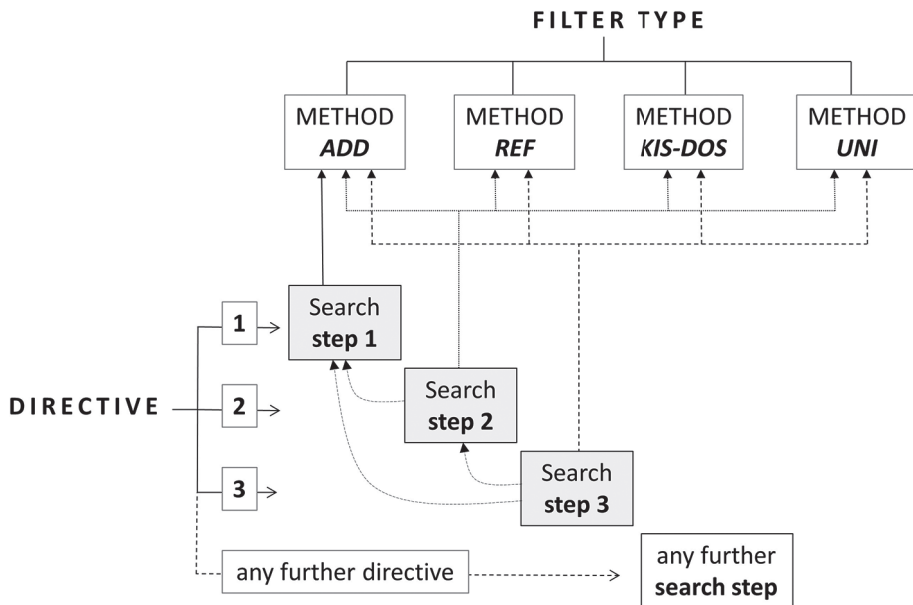 FILTER TYPE
METHOD
ADD
METHOD
REF
METHOD
KIS-DOS
METHOD
UNI
DIRECTIVE
1
Search
step 1
2
Search
step 2
3
Search
step 3
any further directive
any further
search step